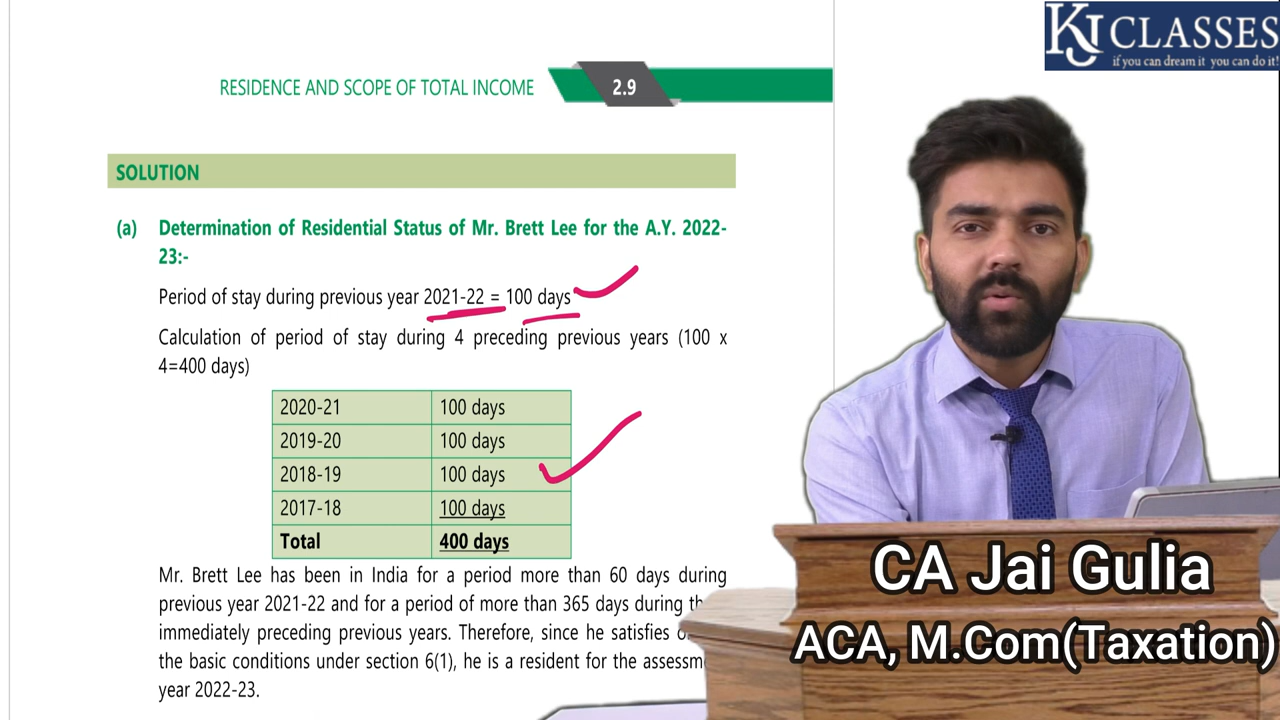 KJ CLASSES
if you can dream it you can do it!
RESIDENCE AND SCOPE OF TOTAL INCOME 2.9
SOLUTION
(a) Determination of Residential Status of Mr. Brett Lee for the A.Y. 2022-
23:-
Period of stay during previous year 2021-22 = 100 days
Calculation of period of stay during 4 preceding previous years (100 x
4=400 days)
2020-21 100 days
2019-20 100 days
2018-19 100 days
2017-18 100 days
Total 400 days
Mr. Brett Lee has been in India for a period more than 60 days during
previous year 2021-22 and for a period of more than 365 days during
immediately preceding previous years. Therefore, since he satisfies
the basic conditions under section 6(1), he is a resident for the
year 2022-23.
CA Jai Gulia
ACA, M.Com(Taxation)